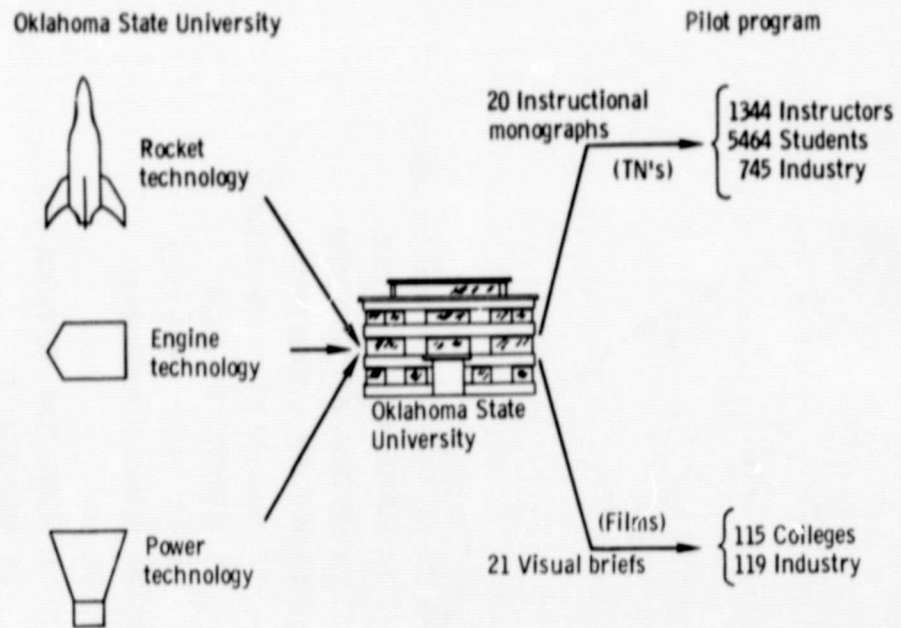 Oklahoma State University
Pilot program
Rocket
technology
Engine
technology
Power
technology
Oklahoma State
University
20 Instructional
monographs
(TN's)
1344 Instructors
5464 Students
745 Industry
(Films)
21 Visual briefs
115 Colleges
119 Industry